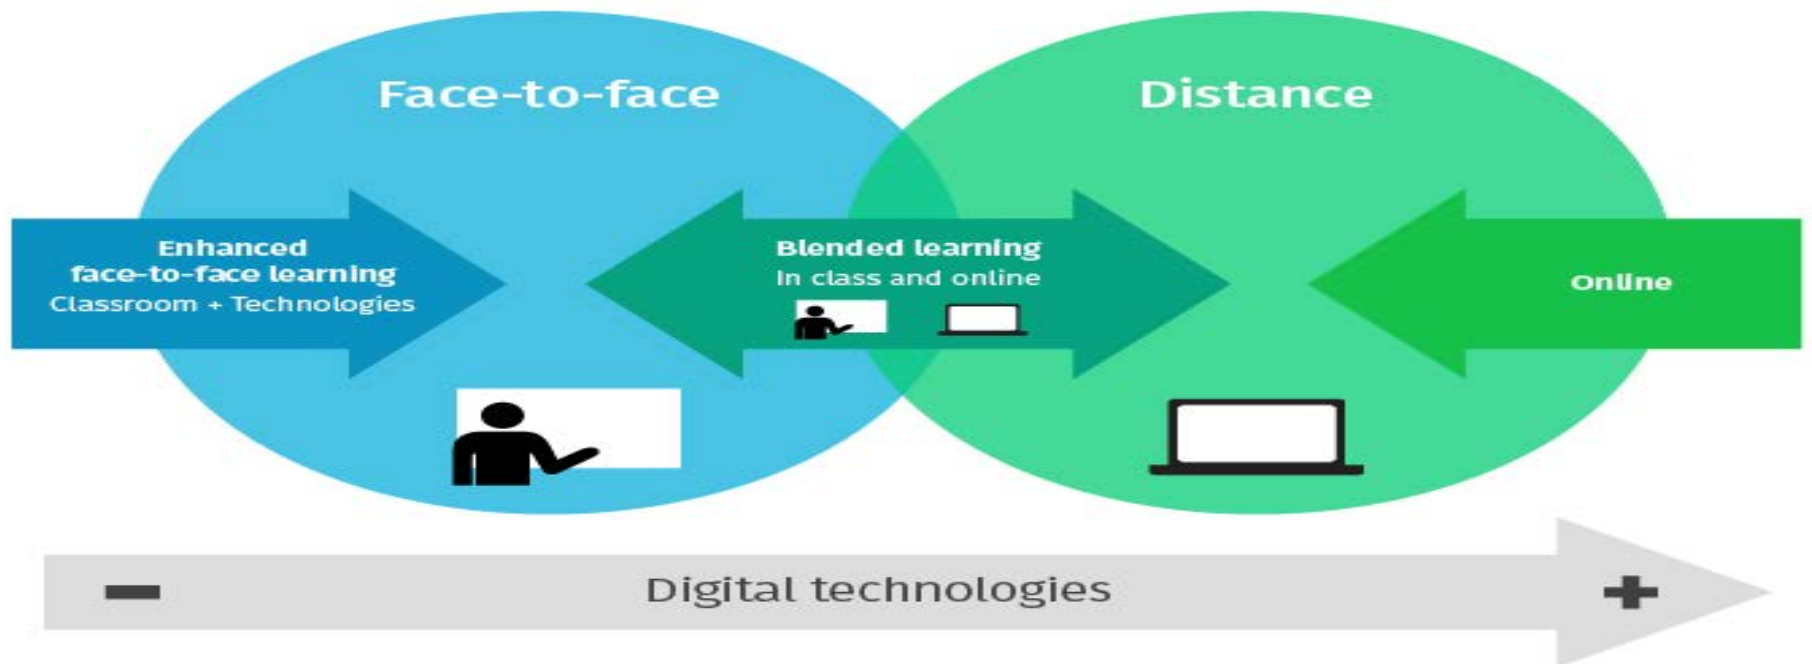 Face-to-face
Distance
Enhanced
face-to-face learning
Classroom + Technologies
Blended learning
In class and online
Online
Digital technologies